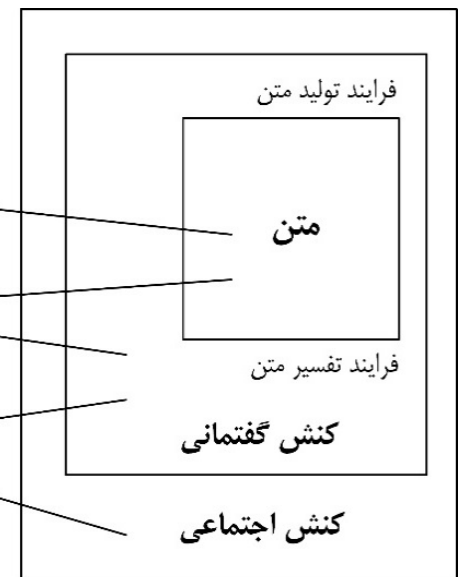 فرایند تولید متن
متن
فرایند تفسیر متن
کنش گفتمانی
کنش اجتماعی